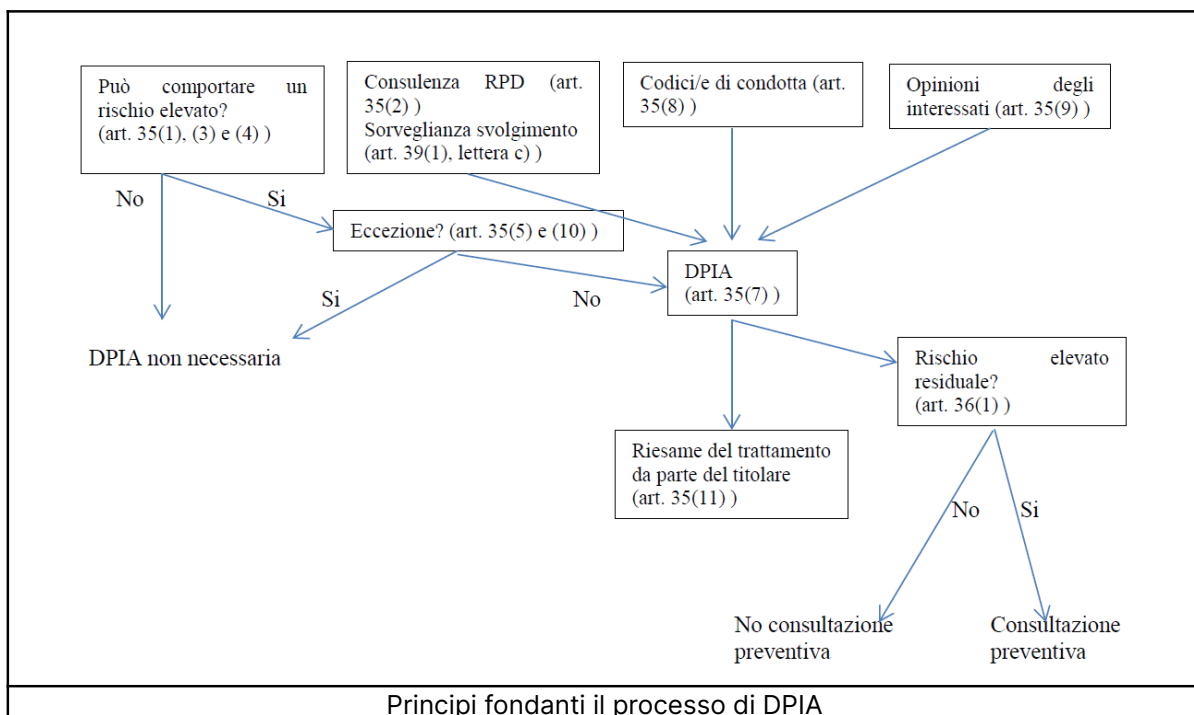 Può comportare un
rischio elevato?
(art. 35(1), (3) e (4) )
Consulenza RPD (art.
35(2) )
Sorveglianza svolgimento
(art. 39(1), lettera c) )
Codici/e di condotta (art.
35(8) )
Opinioni degli
interessati (art. 35(9) )
No
Si
Eccezione? (art. 35(5) e (10) )
Si
No
DPIA
(art. 35(7) )
DPIA non necessaria
Rischio elevato
residuale?
(art. 36(1) )
Riesame del trattamento
da parte del titolare
(art. 35(11) )
No
Si
No consultazione
preventiva
Consultazione
preventiva
Principi fondanti il processo di DPIA